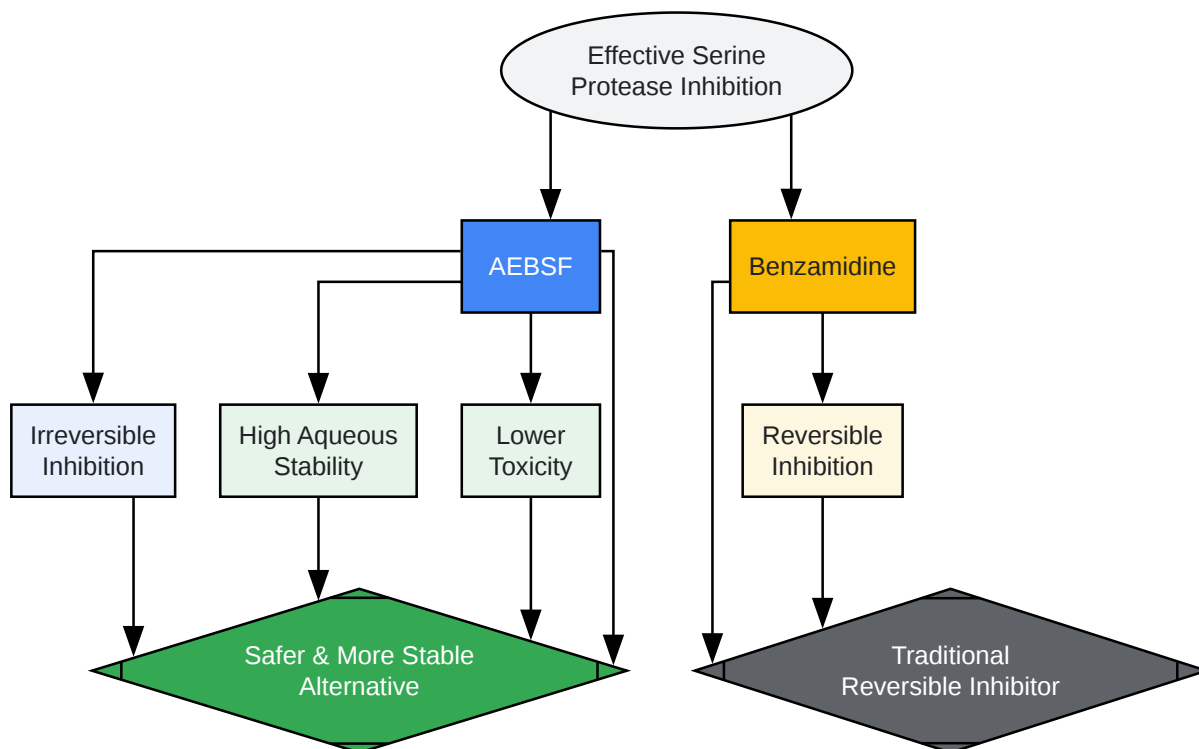 Effective Serine
Protease Inhibition
AEBSF
Benzamidine
Irreversible
Inhibition
High Aqueous
Stability
Lower
Toxicity
Reversible
Inhibition
Safer & More Stable
Alternative
Traditional
Reversible Inhibitor